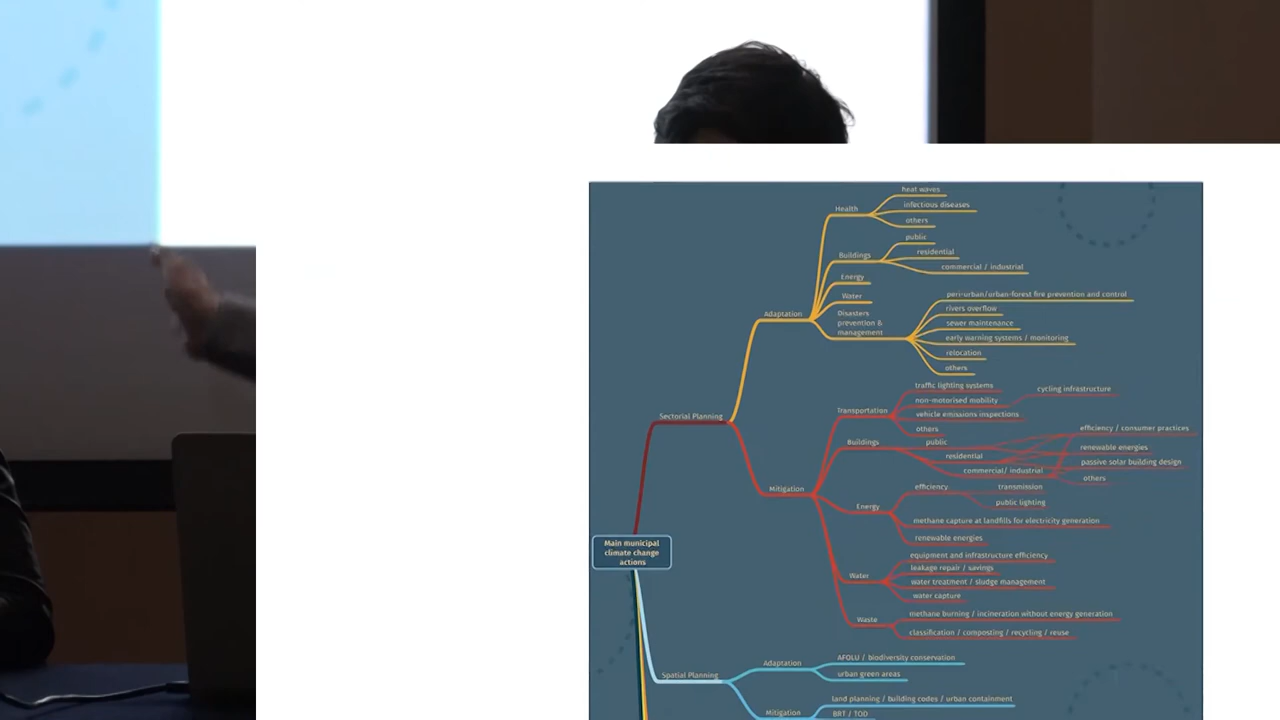 heat waves
Health
infectious diseases
others
public
Buildings
residential
commercial / industrial
Energy
Water
Adaptation
Disasters
prevention &
management
peri-urban/urban-forest fire prevention and control
rivers overflow
sewer maintenance
early warning systems / monitoring
relocation
others
Sectorial Planning
Transportation
traffic lighting systems
non-motorised mobility
cycling infrastructure
vehicle emissions inspections
others
Buildings
public
residential
commercial/ industrial
efficiency / consumer practices
renewable energies
passive solar building design
others
Mitigation
Energy
efficiency
transmission
public lighting
methane capture at landfills for electricity generation
renewable energies
Main municipal
climate change
actions
Water
equipment and infrastructure efficiency
leakage repair / savings
water treatment / sludge management
water capture
Waste
methane burning / incineration without energy generation
classification / composting / recycling / reuse
Spatial Planning
Adaptation
AFOLU / biodiversity conservation
urban green areas
Mitigation
land planning / building codes / urban containment
BRT / TOD